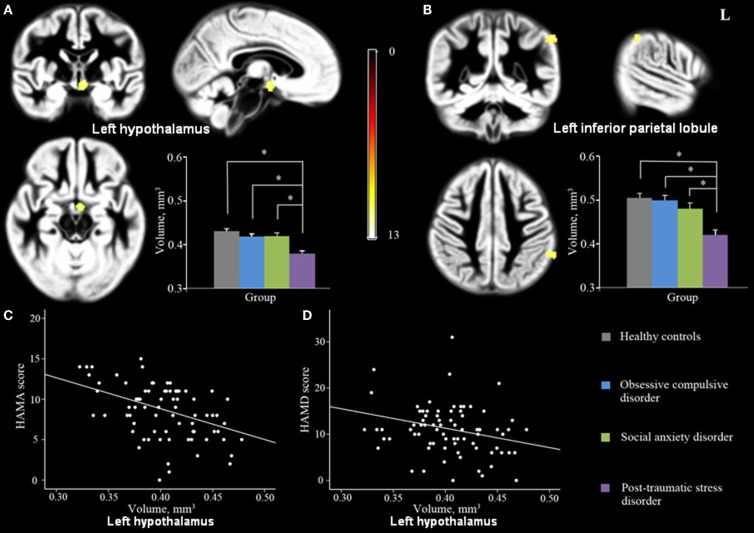 A
B
L
0
13
Left hypothalamus
Left inferior parietal lobule
Volume, mm³
0.6
0.5
0.4
0.3
*
*
*
Group
Volume, mm³
0.6
0.5
0.4
0.3
*
*
*
Group
C
HAMA score
20
15
10
5
0
0.30
0.35
0.40
0.45
0.50
Volume, mm³
Left hypothalamus
D
HAMD score
30
20
10
0
0.30
0.35
0.40
0.45
0.50
Volume, mm³
Left hypothalamus
Healthy controls
Obsessive compulsive
disorder
Social anxiety disorder
Post-traumatic stress
disorder